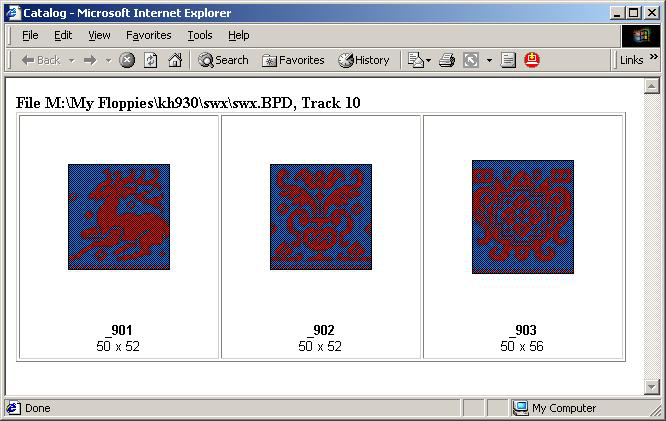 Catalog - Microsoft Internet Explorer
File Edit View Favorites Tools Help
Back Search Favorites History Links »
File M:\My Floppies\kh930\swx\swx.BPD, Track 10
_901 _902 _903
50 x 52 50 x 52 50 x 56
Done My Computer